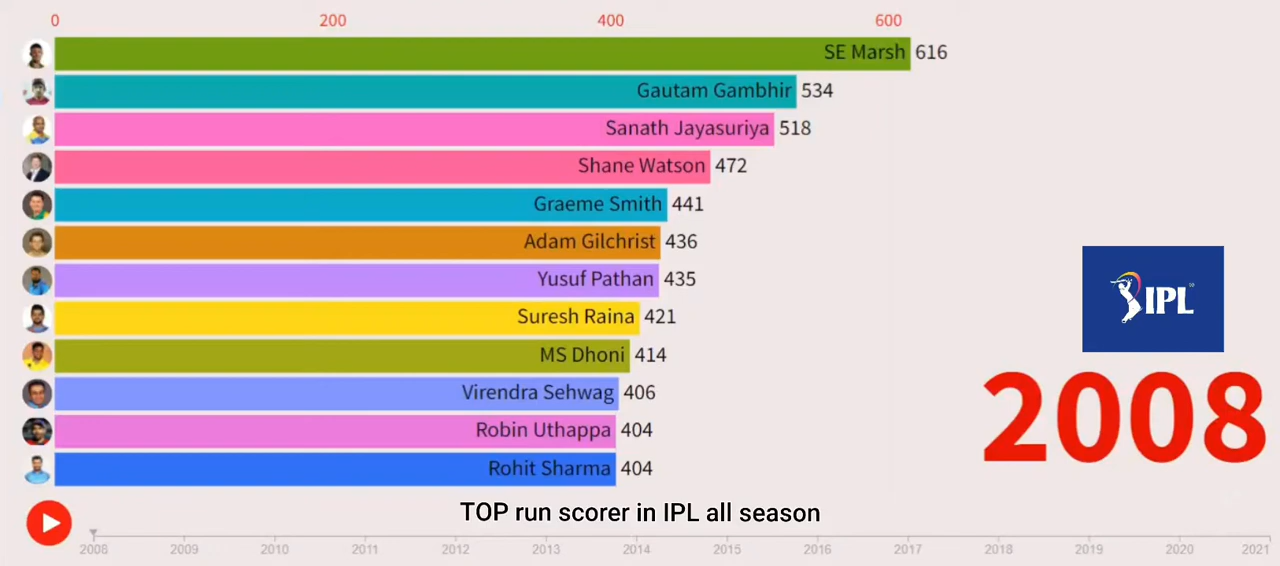 0 200 400 600
SE Marsh 616
Gautam Gambhir 534
Sanath Jayasuriya 518
Shane Watson 472
Graeme Smith 441
Adam Gilchrist 436
Yusuf Pathan 435
Suresh Raina 421
MS Dhoni 414
Virendra Sehwag 406
Robin Uthappa 404
Rohit Sharma 404
IPL
2008
TOP run scorer in IPL all season
2008 2009 2010 2011 2012 2013 2014 2015 2016 2017 2018 2019 2020 2021